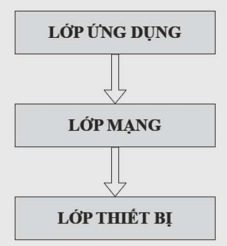 LỚP ỨNG DỤNG
LỚP MẠNG
LỚP THIẾT BỊ